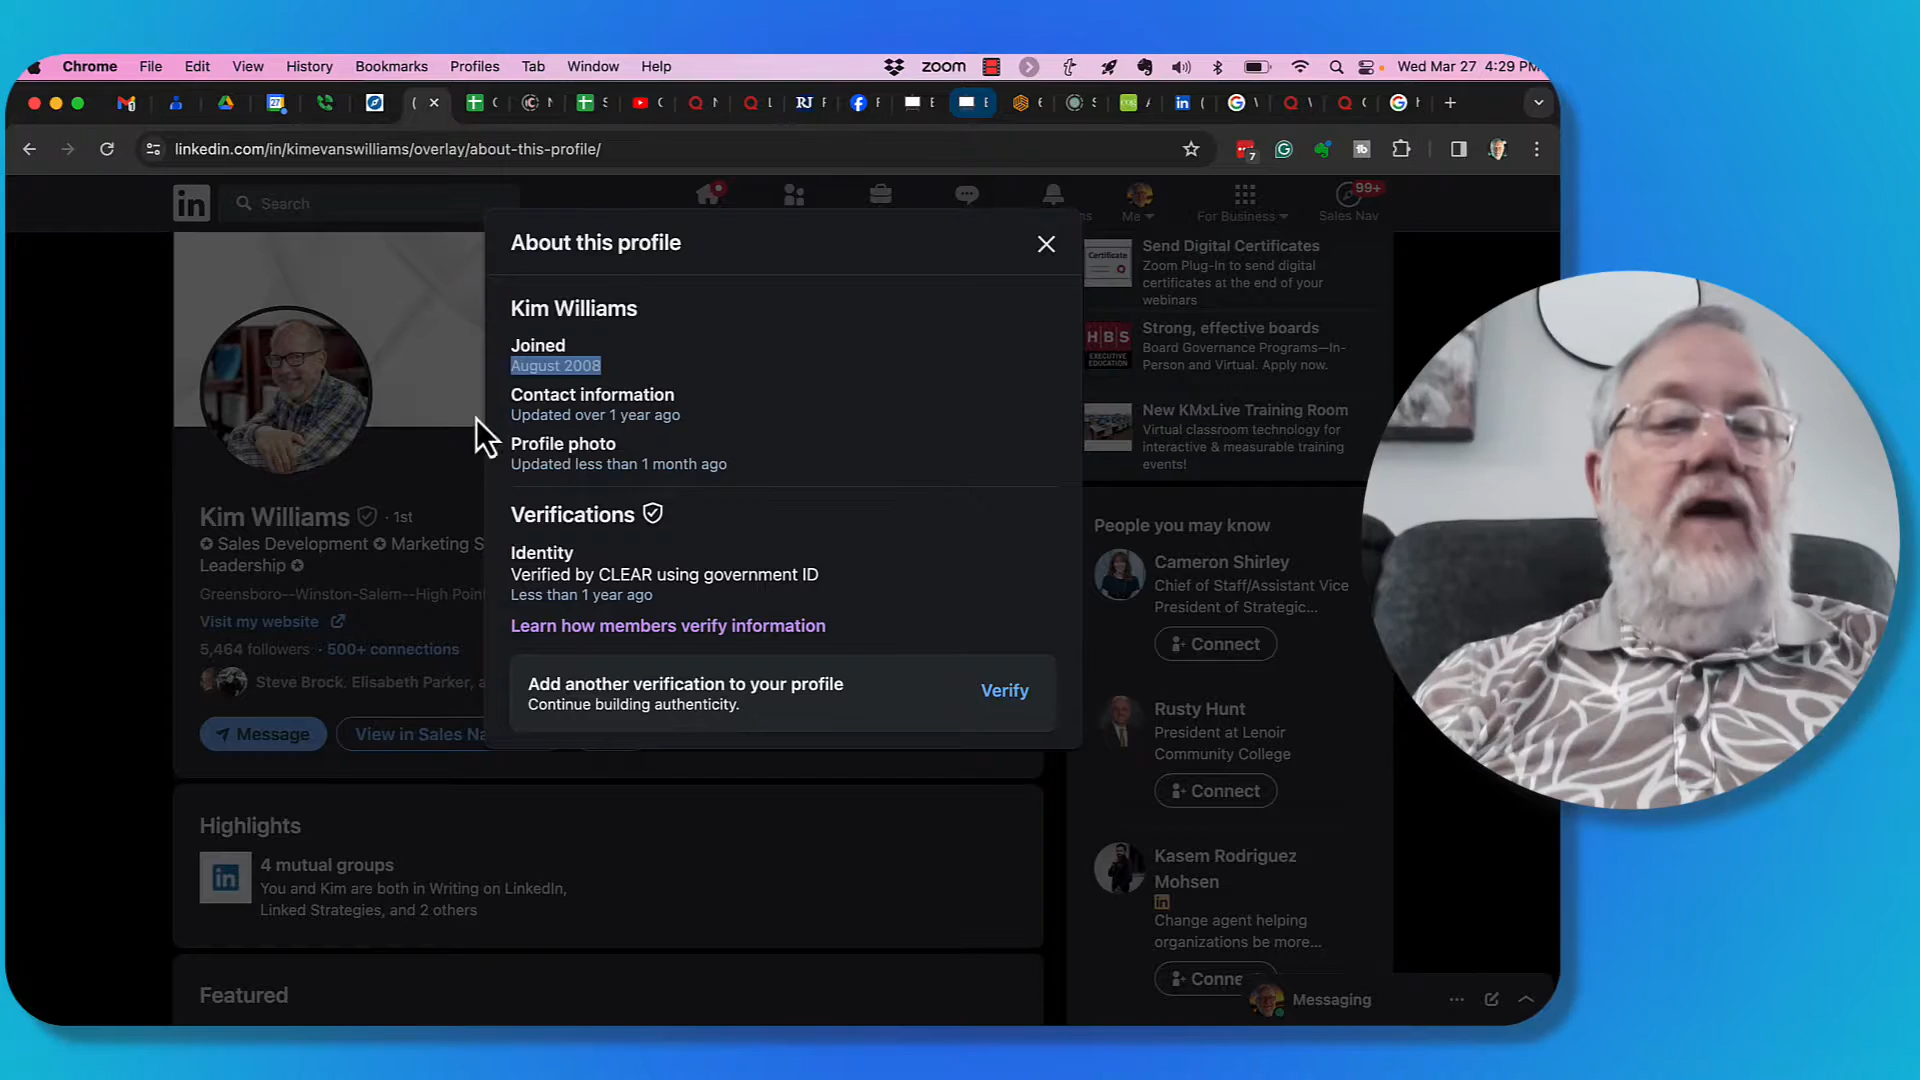 Chrome File Edit View History Bookmarks Profiles Tab Window Help zoom Wed Mar 27 4:29 PM
RJ
linkedin.com/in/kimevanswilliams/overlay/about-this-profile/
7
Search
Me
For Business
99+
Sales Nav
About this profile
Kim Williams
Joined
August 2008
Contact information
Updated over 1 year ago
Profile photo
Updated less than 1 month ago
Verifications
Identity
Verified by CLEAR using government ID
Less than 1 year ago
Learn how members verify information
Add another verification to your profile
Continue building authenticity.
Verify
Kim Williams · 1st
✪ Sales Development ✪ Marketing S
Leadership ✪
Greensboro--Winston-Salem--High Poin
Visit my website
5,464 followers · 500+ connections
Steve Brock, Elisabeth Parker, a
Message
View in Sales Na
Highlights
4 mutual groups
You and Kim are both in Writing on LinkedIn,
Linked Strategies, and 2 others
Featured
Certificate
Send Digital Certificates
Zoom Plug-In to send digital
certificates at the end of your
webinars
HBS
EXECUTIVE
EDUCATION
Strong, effective boards
Board Governance Programs—In-
Person and Virtual. Apply now.
New KMxLive Training Room
Virtual classroom technology for
interactive & measurable training
events!
People you may know
Cameron Shirley
Chief of Staff/Assistant Vice
President of Strategic...
Connect
Rusty Hunt
President at Lenoir
Community College
Connect
Kasem Rodriguez
Mohsen
Change agent helping
organizations be more...
Conne
Messaging